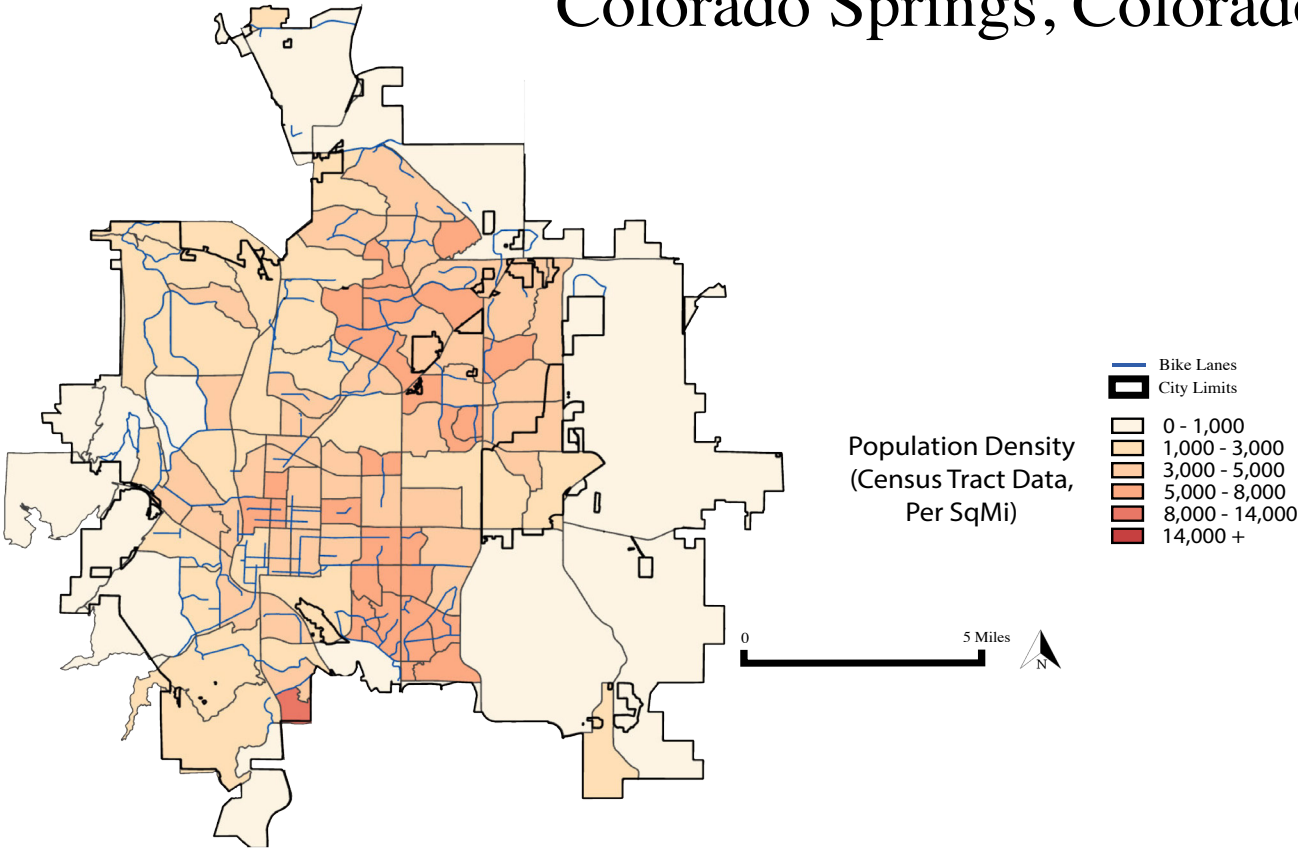 Colorado Springs, Colorado
Bike Lanes
City Limits
0 - 1,000
1,000 - 3,000
3,000 - 5,000
5,000 - 8,000
8,000 - 14,000
14,000 +
Population Density
(Census Tract Data,
Per SqMi)
0
5 Miles
N